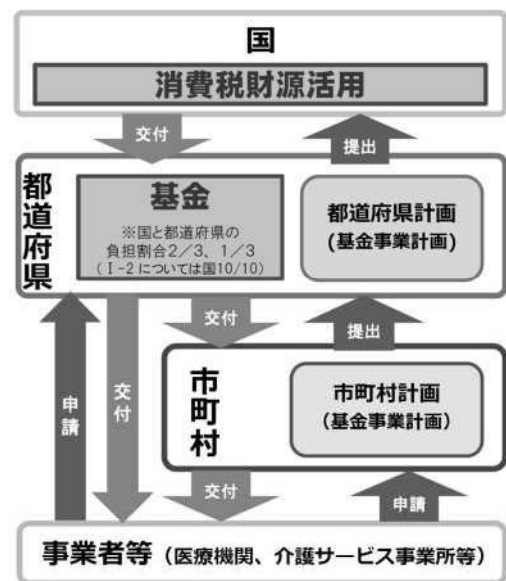 国
消費税財源活用
交付
提出
都道府県
基金
※国と都道府県の
負担割合2/3、1/3
(Ⅰ-2については国10/10)
都道府県計画
(基金事業計画)
交付
提出
申請
交付
市町村
市町村計画
(基金事業計画)
交付
申請
事業者等(医療機関、介護サービス事業所等)